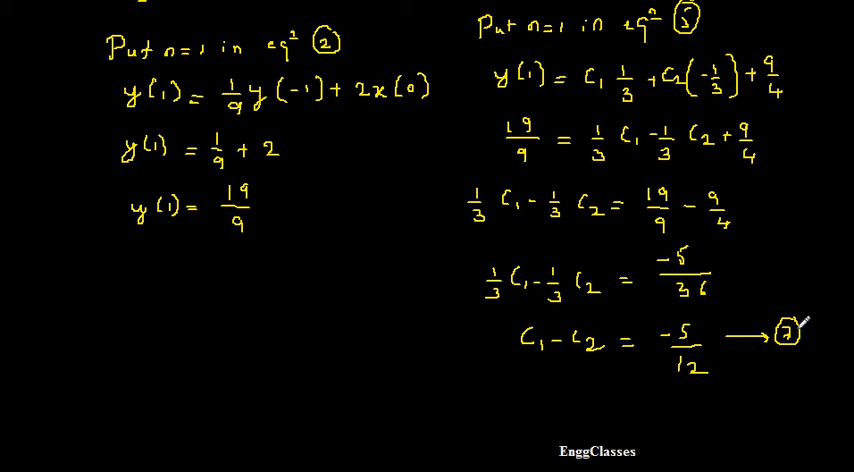 Put n=1 in eqⁿ ②
y(1) = 1/9 y(-1) + 2x(0)
y(1) = 1/9 + 2
y(1) = 19/9
Put n=1 in eqⁿ ⑤
y(1) = C₁ 1/3 + C₂(-1/3) + 9/4
19/9 = 1/3 C₁ - 1/3 C₂ + 9/4
1/3 C₁ - 1/3 C₂ = 19/9 - 9/4
1/3 C₁ - 1/3 C₂ = -5/36
C₁ - C₂ = -5/12 ⟶ ⑦
EnggClasses